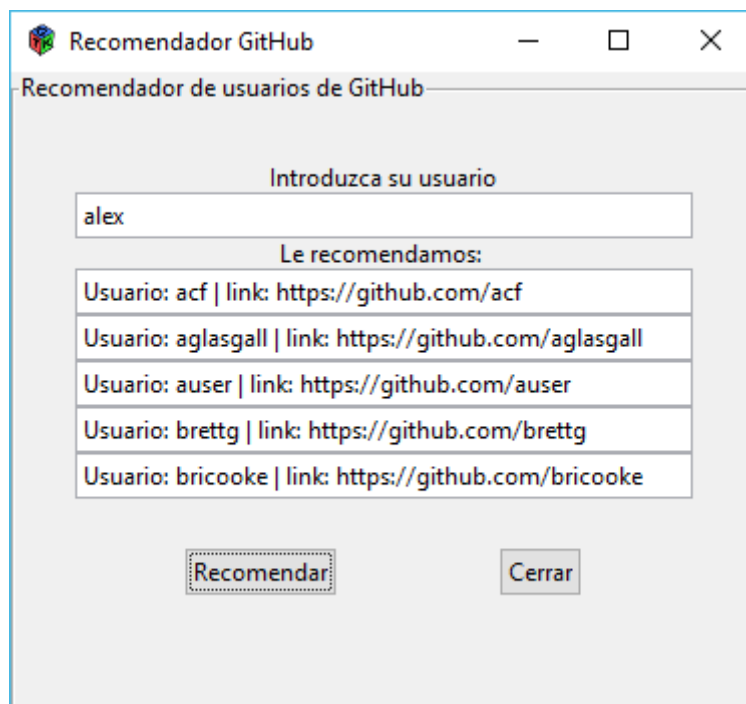 Recomendador GitHub
Recomendador de usuarios de GitHub
Introduzca su usuario
alex
Le recomendamos:
Usuario: acf | link: https://github.com/acf
Usuario: aglasgall | link: https://github.com/aglasgall
Usuario: auser | link: https://github.com/auser
Usuario: brettg | link: https://github.com/brettg
Usuario: bricooke | link: https://github.com/bricooke
Recomendar Cerrar